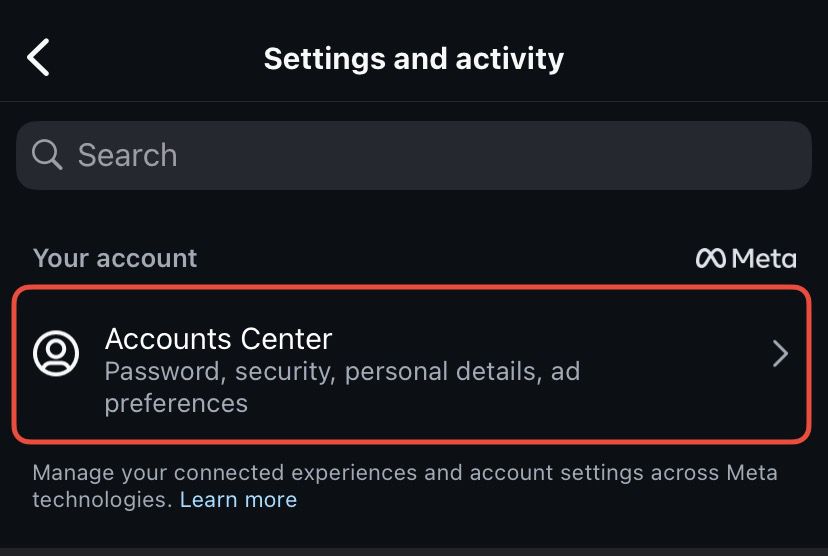 Settings and activity
Search
Your account
Meta
Accounts Center
Password, security, personal details, ad
preferences
Manage your connected experiences and account settings across Meta
technologies. Learn more